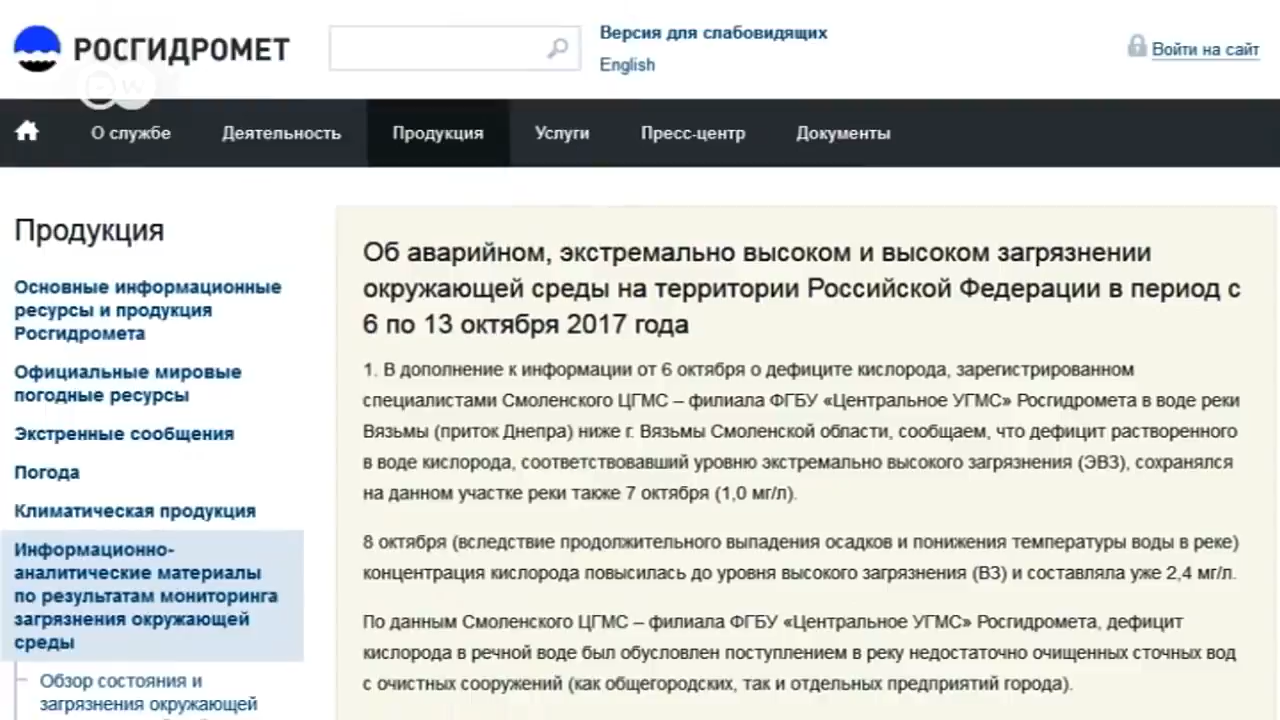 РОСГИДРОМЕТ
Версия для слабовидящих
English
Войти на сайт
DW
О службе
Деятельность
Продукция
Услуги
Пресс-центр
Документы
Продукция
Основные информационные
ресурсы и продукция
Росгидромета
Официальные мировые
погодные ресурсы
Экстренные сообщения
Погода
Климатическая продукция
Информационно-
аналитические материалы
по результатам мониторинга
загрязнения окружающей
среды
Обзор состояния и
загрязнения окружающей
Об аварийном, экстремально высоком и высоком загрязнении
окружающей среды на территории Российской Федерации в период с
6 по 13 октября 2017 года
1. В дополнение к информации от 6 октября о дефиците кислорода, зарегистрированном
специалистами Смоленского ЦГМС – филиала ФГБУ «Центральное УГМС» Росгидромета в воде реки
Вязьмы (приток Днепра) ниже г. Вязьмы Смоленской области, сообщаем, что дефицит растворенного
в воде кислорода, соответствовавший уровню экстремально высокого загрязнения (ЭВЗ), сохранялся
на данном участке реки также 7 октября (1,0 мг/л).
8 октября (вследствие продолжительного выпадения осадков и понижения температуры воды в реке)
концентрация кислорода повысилась до уровня высокого загрязнения (ВЗ) и составляла уже 2,4 мг/л.
По данным Смоленского ЦГМС – филиала ФГБУ «Центральное УГМС» Росгидромета, дефицит
кислорода в речной воде был обусловлен поступлением в реку недостаточно очищенных сточных вод
с очистных сооружений (как общегородских, так и отдельных предприятий города).